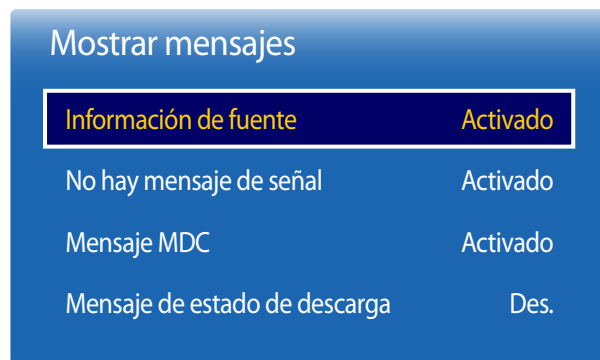 Mostrar mensajes
Información de fuente Activado
No hay mensaje de señal Activado
Mensaje MDC Activado
Mensaje de estado de descarga Des.